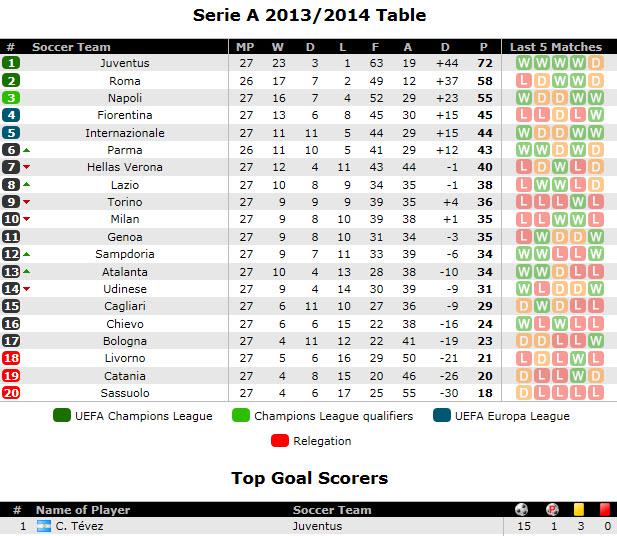 Serie A 2013/2014 Table
# Soccer Team MP W D L F A D P Last 5 Matches
1 Juventus 27 23 3 1 63 19 +44 72 W W W W D
2 Roma 26 17 7 2 49 12 +37 58 L D W W D
3 Napoli 27 16 7 4 52 29 +23 55 W D D W W
4 Fiorentina 27 13 6 8 45 30 +15 45 L L D L W
5 Internazionale 27 11 11 5 44 29 +15 44 W D D W W
6 Parma 26 11 10 5 41 29 +12 43 D W W D W
7 Hellas Verona 27 12 4 11 43 44 -1 40 L D W L D
8 Lazio 27 10 8 9 34 35 -1 38 L W W L D
9 Torino 27 9 9 9 39 35 +4 36 L L L W L
10 Milan 27 9 8 10 39 38 +1 35 L L W W L
11 Genoa 27 9 8 10 31 34 -3 35 L W D D W
12 Sampdoria 27 9 7 11 33 39 -6 34 W W L L W
13 Atalanta 27 10 4 13 28 38 -10 34 W W D L L
14 Udinese 27 9 4 14 30 39 -9 31 W L D D W
15 Cagliari 27 6 11 10 27 36 -9 29 D W D L L
16 Chievo 27 6 6 15 22 38 -16 24 W L W L L
17 Bologna 27 4 11 12 22 41 -19 23 D D L L W
18 Livorno 27 5 6 16 29 50 -21 21 L D L W L
19 Catania 27 4 8 15 20 46 -26 20 D L L W D
20 Sassuolo 27 4 6 17 25 55 -30 18 D L L L L
UEFA Champions League Champions League qualifiers UEFA Europa League
Relegation
Top Goal Scorers
# Name of Player Soccer Team P
1 C. Tévez Juventus 15 1 3 0